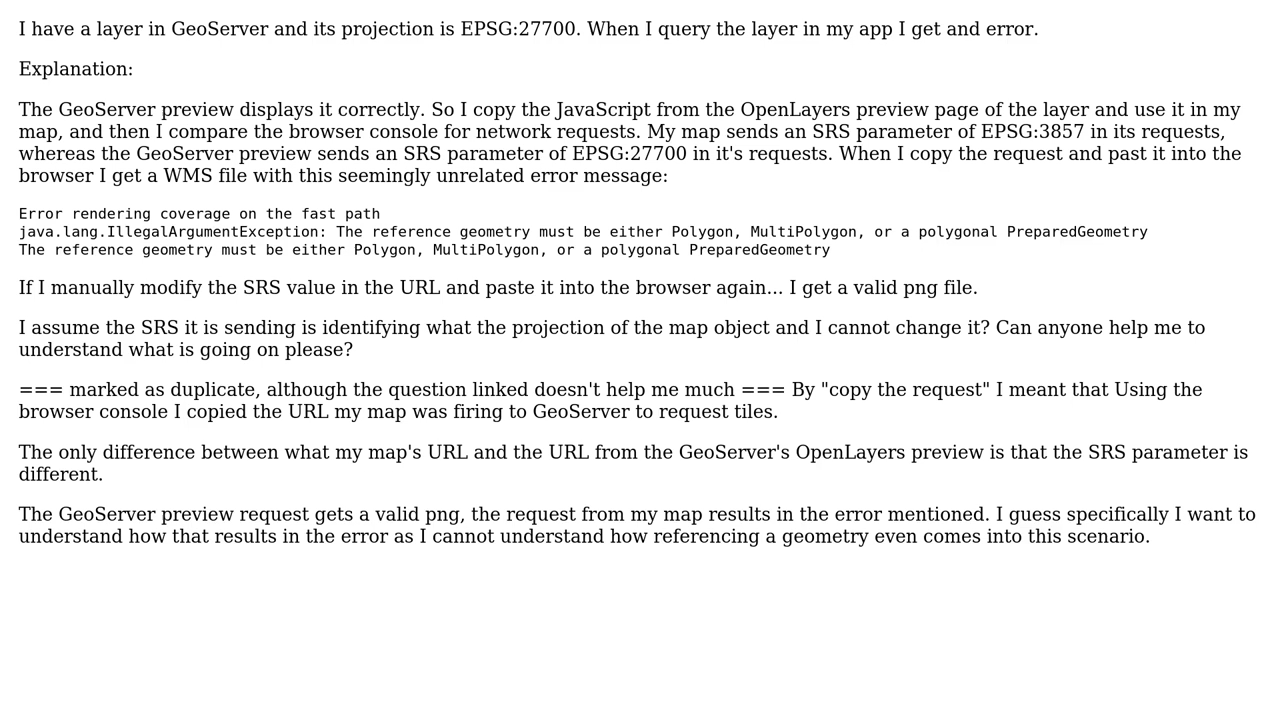 I have a layer in GeoServer and its projection is EPSG:27700. When I query the layer in my app I get and error.
Explanation:
The GeoServer preview displays it correctly. So I copy the JavaScript from the OpenLayers preview page of the layer and use it in my
map, and then I compare the browser console for network requests. My map sends an SRS parameter of EPSG:3857 in its requests,
whereas the GeoServer preview sends an SRS parameter of EPSG:27700 in it's requests. When I copy the request and past it into the
browser I get a WMS file with this seemingly unrelated error message:
Error rendering coverage on the fast path
java.lang.IllegalArgumentException: The reference geometry must be either Polygon, MultiPolygon, or a polygonal PreparedGeometry
The reference geometry must be either Polygon, MultiPolygon, or a polygonal PreparedGeometry
If I manually modify the SRS value in the URL and paste it into the browser again... I get a valid png file.
I assume the SRS it is sending is identifying what the projection of the map object and I cannot change it? Can anyone help me to
understand what is going on please?
=== marked as duplicate, although the question linked doesn't help me much === By "copy the request" I meant that Using the
browser console I copied the URL my map was firing to GeoServer to request tiles.
The only difference between what my map's URL and the URL from the GeoServer's OpenLayers preview is that the SRS parameter is
different.
The GeoServer preview request gets a valid png, the request from my map results in the error mentioned. I guess specifically I want to
understand how that results in the error as I cannot understand how referencing a geometry even comes into this scenario.